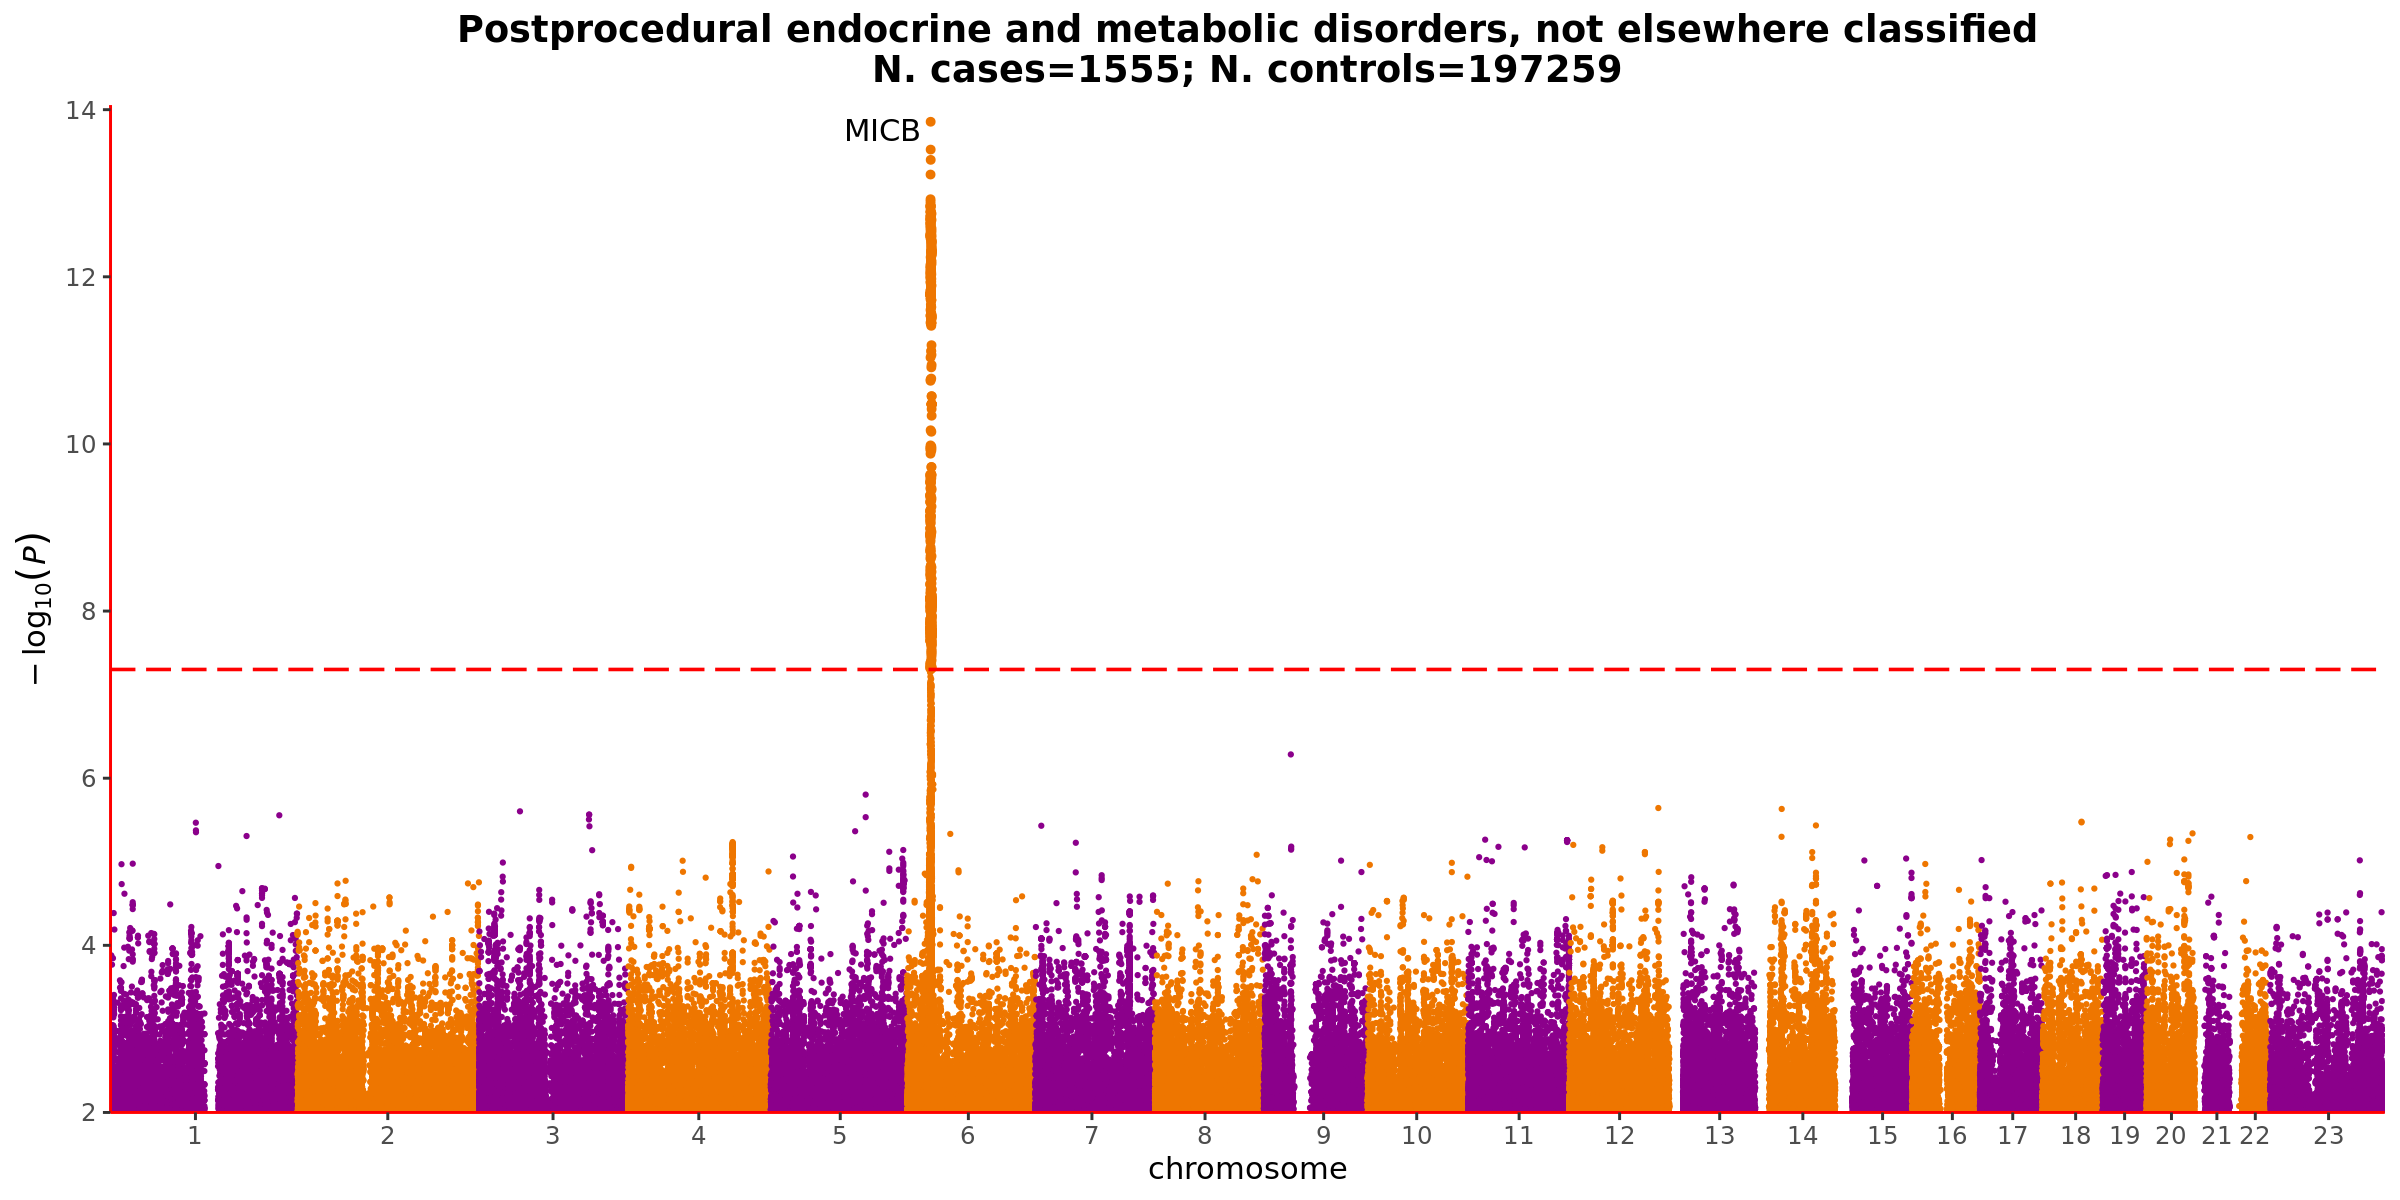 Postprocedural endocrine and metabolic disorders, not elsewhere classified
N. cases=1555; N. controls=197259
14
MICB
12
10
8
6
4
2
−log₁₀(P)
1 2 3 4 5 6 7 8 9 10 11 12 13 14 15 16 17 18 19 20 21 22 23
chromosome